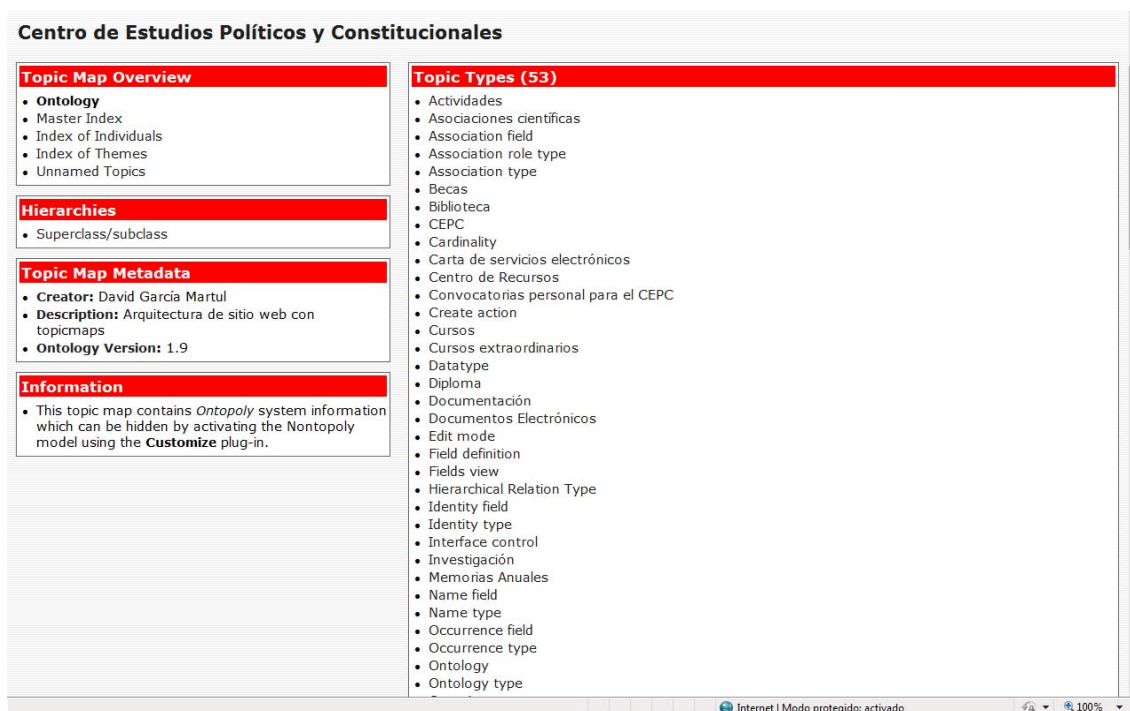 Centro de Estudios Políticos y Constitucionales
Topic Map Overview
Ontology
Master Index
Index of Individuals
Index of Themes
Unnamed Topics
Hierarchies
Superclass/subclass
Topic Map Metadata
Creator: David García Martul
Description: Arquitectura de sitio web con
topicmaps
Ontology Version: 1.9
Information
This topic map contains Ontopoly system information
which can be hidden by activating the Nontopoly
model using the Customize plug-in.
Topic Types (53)
Actividades
Asociaciones científicas
Association field
Association role type
Association type
Becas
Biblioteca
CEPC
Cardinality
Carta de servicios electrónicos
Centro de Recursos
Convocatorias personal para el CEPC
Create action
Cursos
Cursos extraordinarios
Datatype
Diploma
Documentación
Documentos Electrónicos
Edit mode
Field definition
Fields view
Hierarchical Relation Type
Identity field
Identity type
Interface control
Investigación
Memorias Anuales
Name field
Name type
Occurrence field
Occurrence type
Ontology
Ontology type
Internet | Modo protegido: activado
100%